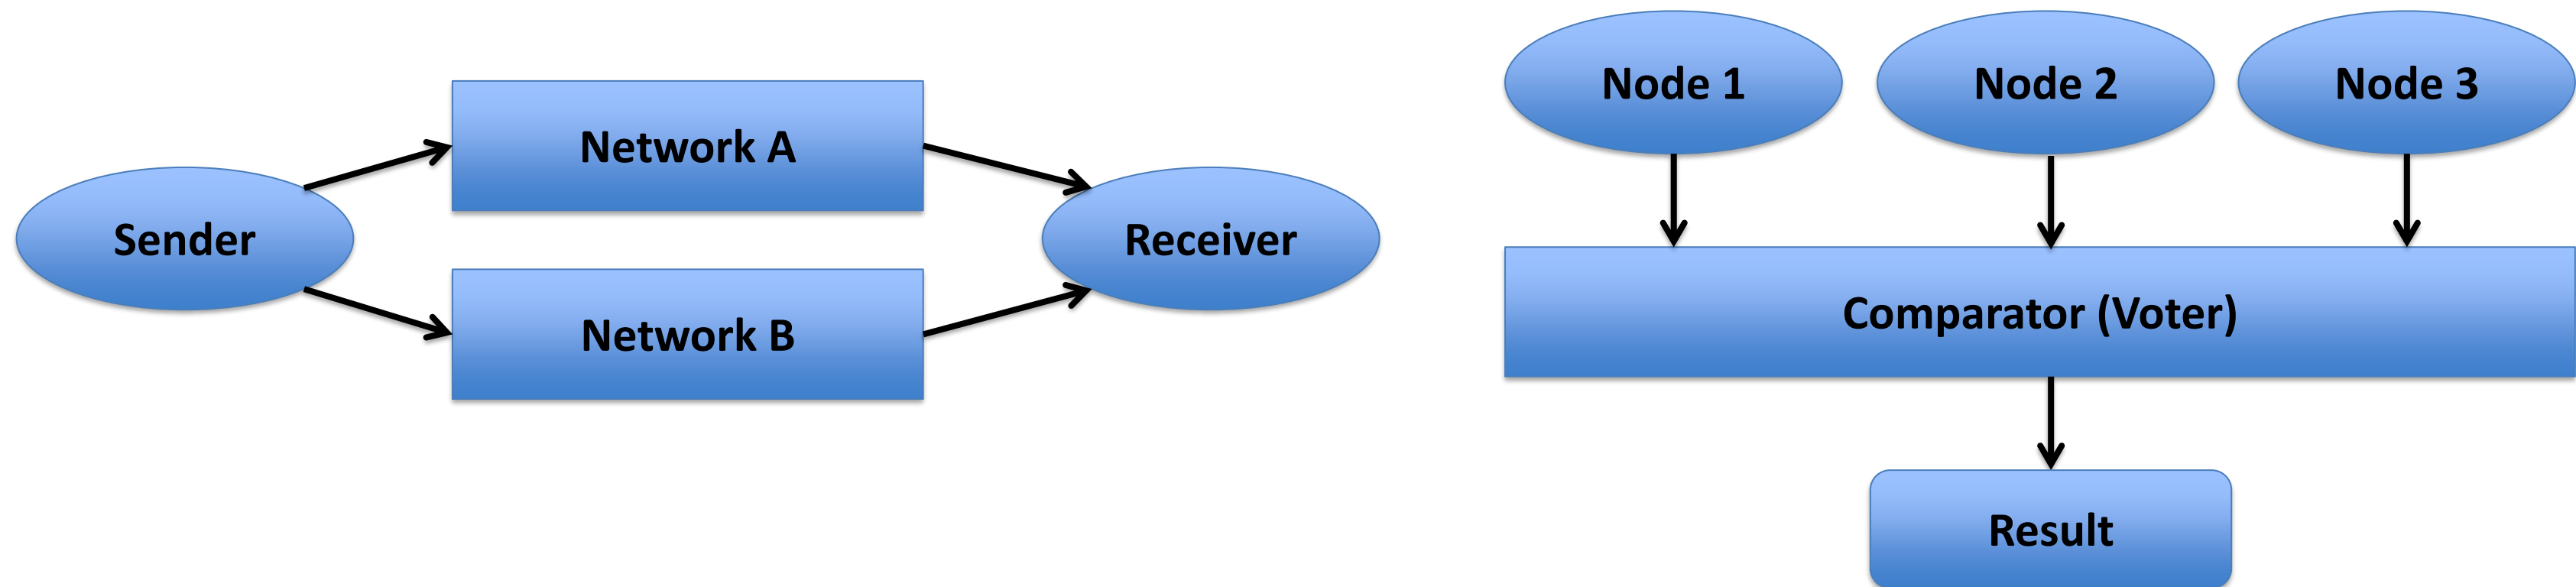 Sender
Network A
Network B
Receiver
Node 1
Node 2
Node 3
Comparator (Voter)
Result